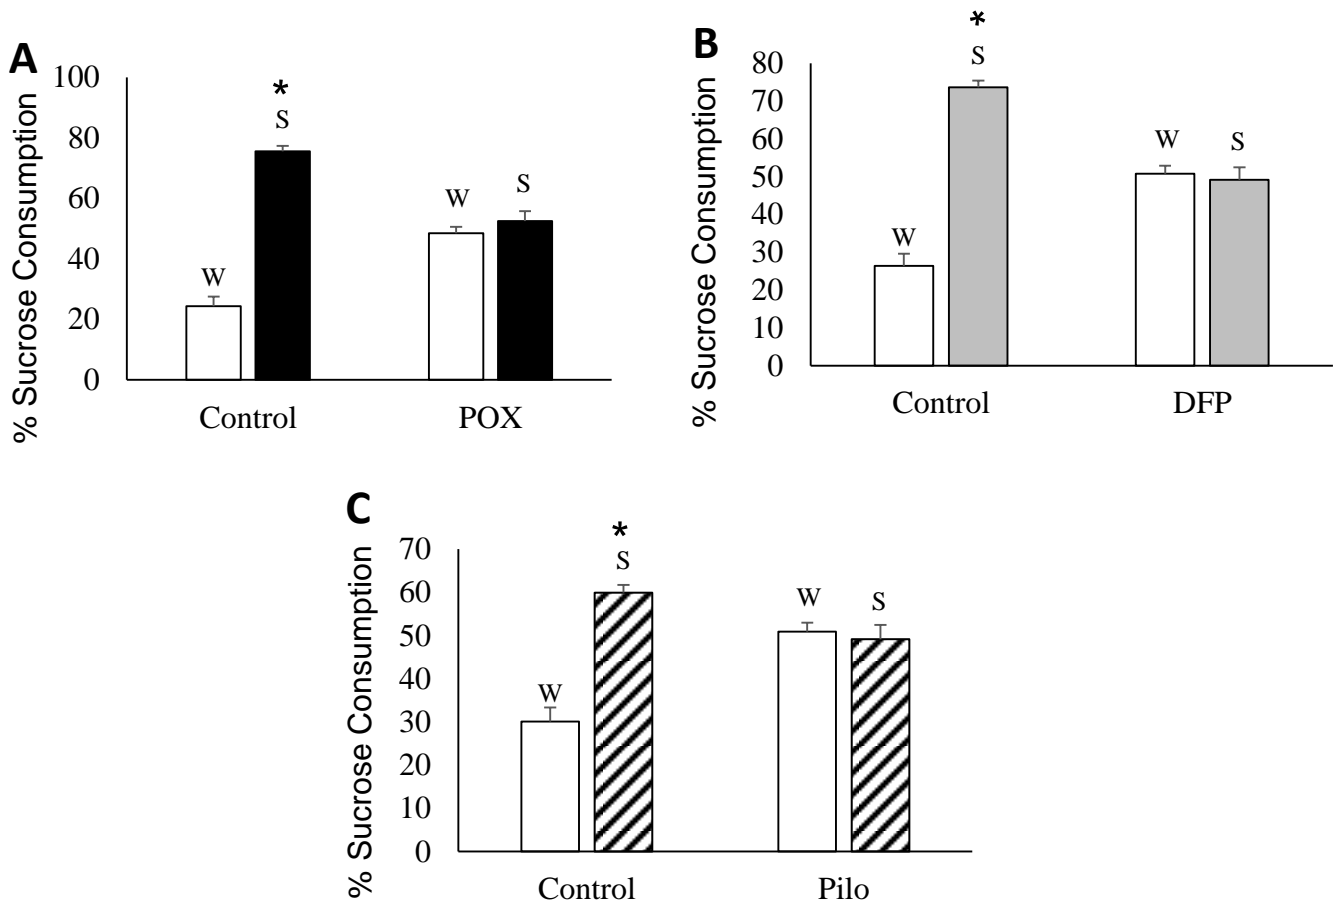 A
% Sucrose Consumption
100
80
60
40
20
0
W
*
S
W
S
Control
POX
B
% Sucrose Consumption
80
70
60
50
40
30
20
10
0
W
*
S
W
S
Control
DFP
C
% Sucrose Consumption
70
60
50
40
30
20
10
0
W
*
S
W
S
Control
Pilo